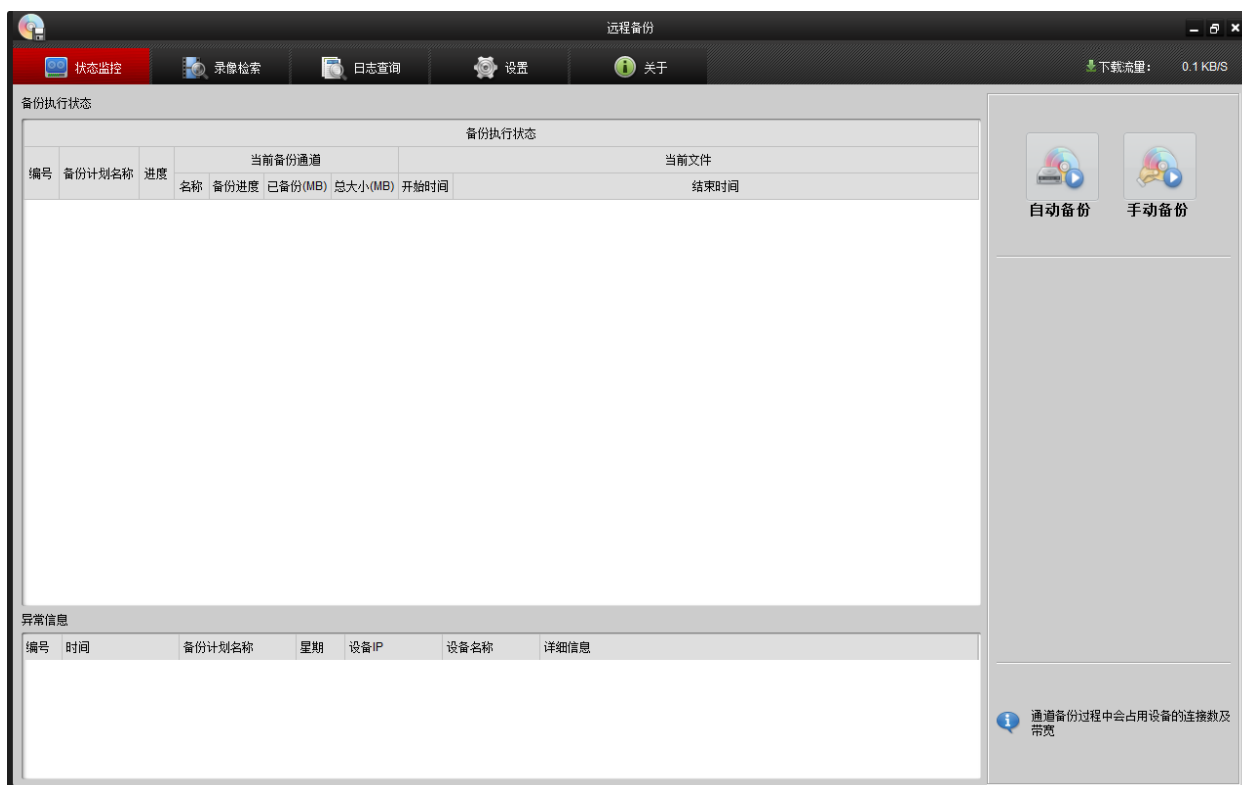 远程备份
状态监控 录像检索 日志查询 设置 关于 下载流量： 0.1 KB/S
备份执行状态
备份执行状态
编号 备份计划名称 进度 当前备份通道 当前文件
名称 备份进度 已备份(MB) 总大小(MB) 开始时间 结束时间
自动备份 手动备份
异常信息
编号 时间 备份计划名称 星期 设备IP 设备名称 详细信息
通道备份过程中会占用设备的连接数及
带宽